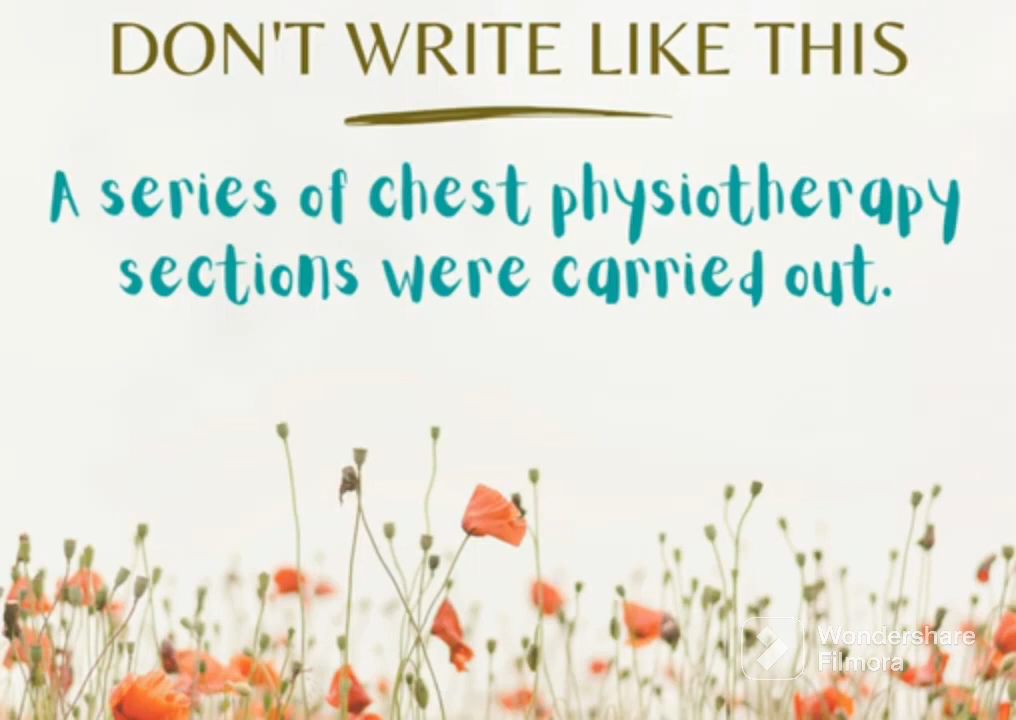 DON'T WRITE LIKE THIS
A series of chest physiotherapy
sections were carried out.
Wondershare
Filmora